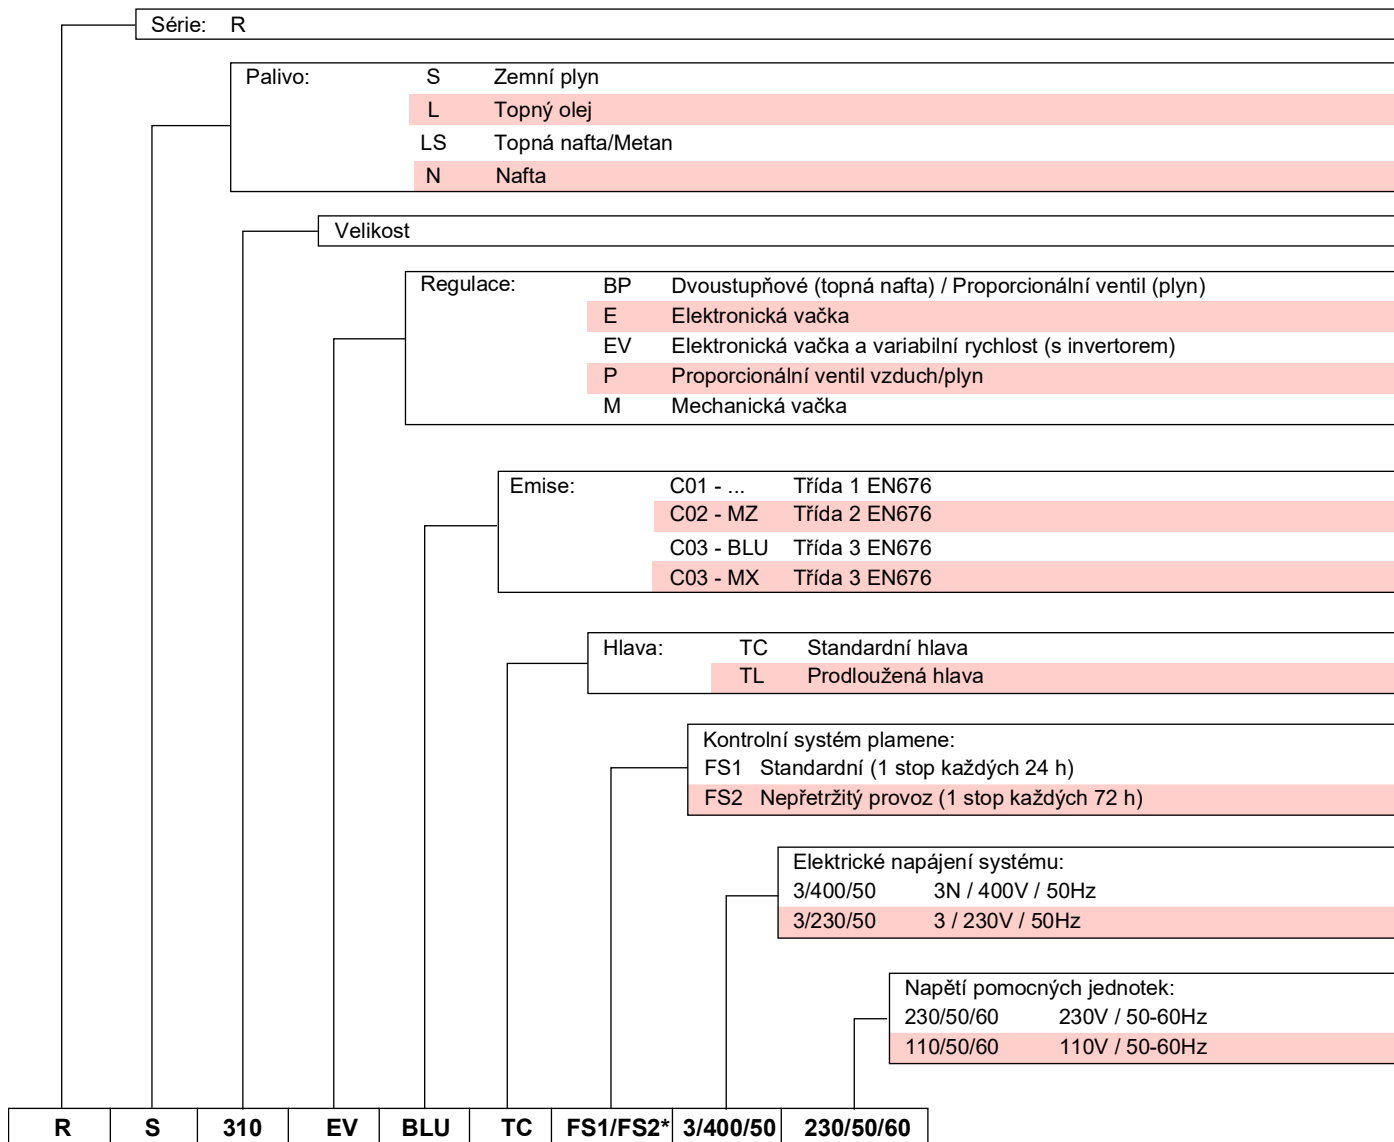 Série: R
Palivo: S Zemní plyn
L Topný olej
LS Topná nafta/Metan
N Nafta
Velikost
Regulace: BP Dvoustupňové (topná nafta) / Proporcionální ventil (plyn)
E Elektronická vačka
EV Elektronická vačka a variabilní rychlost (s invertorem)
P Proporcionální ventil vzduch/plyn
M Mechanická vačka
Emise: C01 - ... Třída 1 EN676
C02 - MZ Třída 2 EN676
C03 - BLU Třída 3 EN676
C03 - MX Třída 3 EN676
Hlava: TC Standardní hlava
TL Prodloužená hlava
Kontrolní systém plamene:
FS1 Standardní (1 stop každých 24 h)
FS2 Nepřetržitý provoz (1 stop každých 72 h)
Elektrické napájení systému:
3/400/50 3N / 400V / 50Hz
3/230/50 3 / 230V / 50Hz
Napětí pomocných jednotek:
230/50/60 230V / 50-60Hz
110/50/60 110V / 50-60Hz
R S 310 EV BLU TC FS1/FS2* 3/400/50 230/50/60